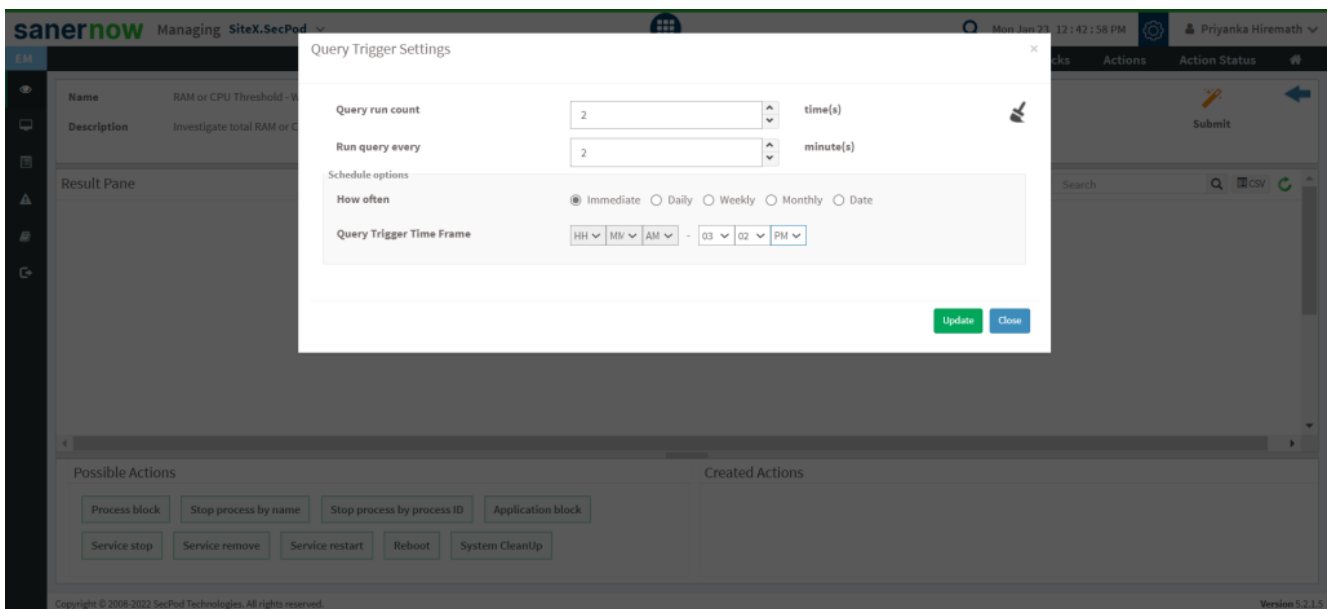 sanernow Managing SiteX.SecPod Mon Jan 23 12:42:58 PM Priyanka Hiremath
EM cks Actions Action Status
Query Trigger Settings ×
Name RAM or CPU Threshold - W
Description Investigate total RAM or C
Submit
Query run count 2 time(s)
Run query every 2 minute(s)
Schedule options
How often Immediate Daily Weekly Monthly Date
Query Trigger Time Frame HH MM AM - 03 02 PM
Update Close
Result Pane Search CSV
Possible Actions
Process block Stop process by name Stop process by process ID Application block
Service stop Service remove Service restart Reboot System CleanUp
Created Actions
Copyright © 2008-2022 SecPod Technologies. All rights reserved. Version 5.2.1.5